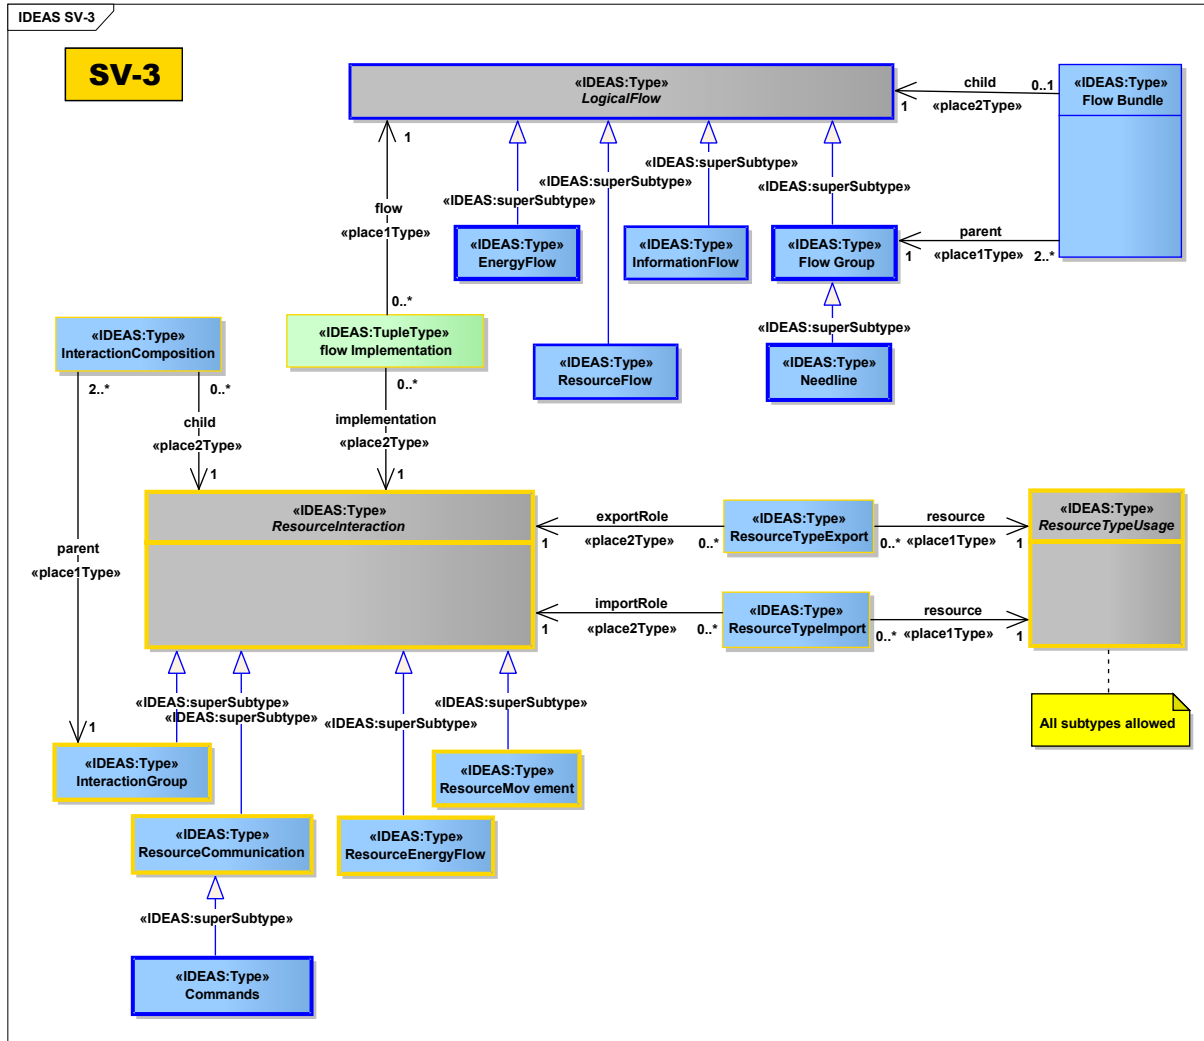 IDEAS SV-3
SV-3
«IDEAS:Type»
LogicalFlow
child
0..1
1
«place2Type»
«IDEAS:Type»
Flow Bundle
1
«IDEAS:superSubtype»
«IDEAS:superSubtype»
«IDEAS:superSubtype»
«IDEAS:superSubtype»
flow
«place1Type»
0..*
«IDEAS:Type»
EnergyFlow
«IDEAS:Type»
InformationFlow
«IDEAS:Type»
Flow Group
parent
1
«place1Type»
2..*
«IDEAS:superSubtype»
«IDEAS:Type»
InteractionComposition
«IDEAS:TupleType»
flow Implementation
«IDEAS:Type»
ResourceFlow
«IDEAS:Type»
Needline
2..*
0..*
0..*
child
«place2Type»
1
implementation
«place2Type»
1
«IDEAS:Type»
ResourceInteraction
exportRole
1
«place2Type»
0..*
«IDEAS:Type»
ResourceTypeExport
resource
0..*
«place1Type»
1
«IDEAS:Type»
ResourceTypeUsage
parent
«place1Type»
1
importRole
1
«place2Type»
0..*
«IDEAS:Type»
ResourceTypeImport
resource
0..*
«place1Type»
1
«IDEAS:superSubtype»
«IDEAS:superSubtype»
«IDEAS:superSubtype»
«IDEAS:superSubtype»
All subtypes allowed
«IDEAS:Type»
InteractionGroup
«IDEAS:Type»
ResourceMov ement
«IDEAS:Type»
ResourceCommunication
«IDEAS:Type»
ResourceEnergyFlow
«IDEAS:superSubtype»
«IDEAS:Type»
Commands